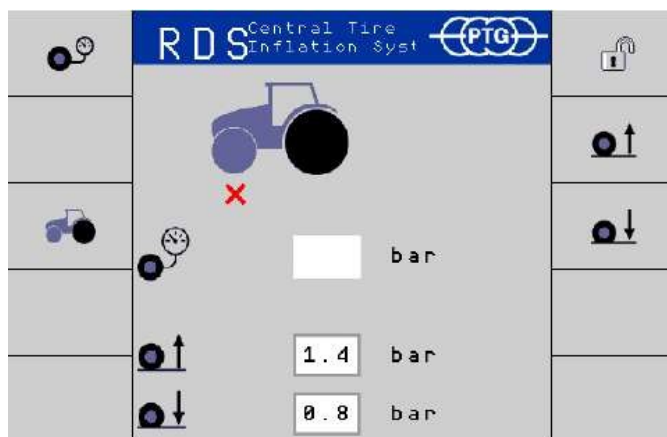 RDS Central Tire
Inflation Syst
PTG
bar
1.4 bar
0.8 bar